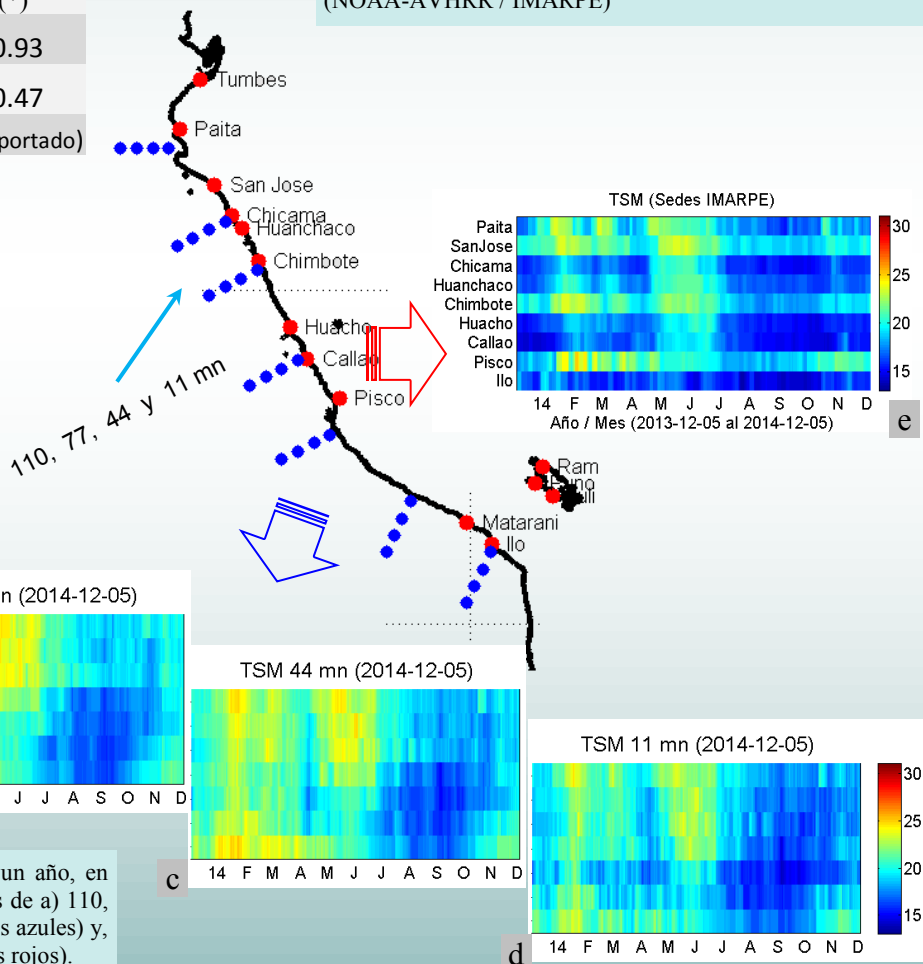 (*)
(NOAA-AVHRR / IMARPE)
0.93
0.47
portado)
Tumbes
Paita
San Jose
Chicama
Huanchaco
Chimbote
Huacho
Callao
Pisco
110, 77, 44 y 11 mn
Ram
Matarani
Ilo
TSM (Sedes IMARPE)
Paita
SanJose
Chicama
Huanchaco
Chimbote
Huacho
Callao
Pisco
Ilo
30
25
20
15
14 F M A M J J A S O N D
Año / Mes (2013-12-05 al 2014-12-05)
e
n (2014-12-05)
J J A S O N D
TSM 44 mn (2014-12-05)
14 F M A M J J A S O N D
c
TSM 11 mn (2014-12-05)
30
25
20
15
14 F M A M J J A S O N D
d
un año, en
s de a) 110,
s azules) y,
s rojos).